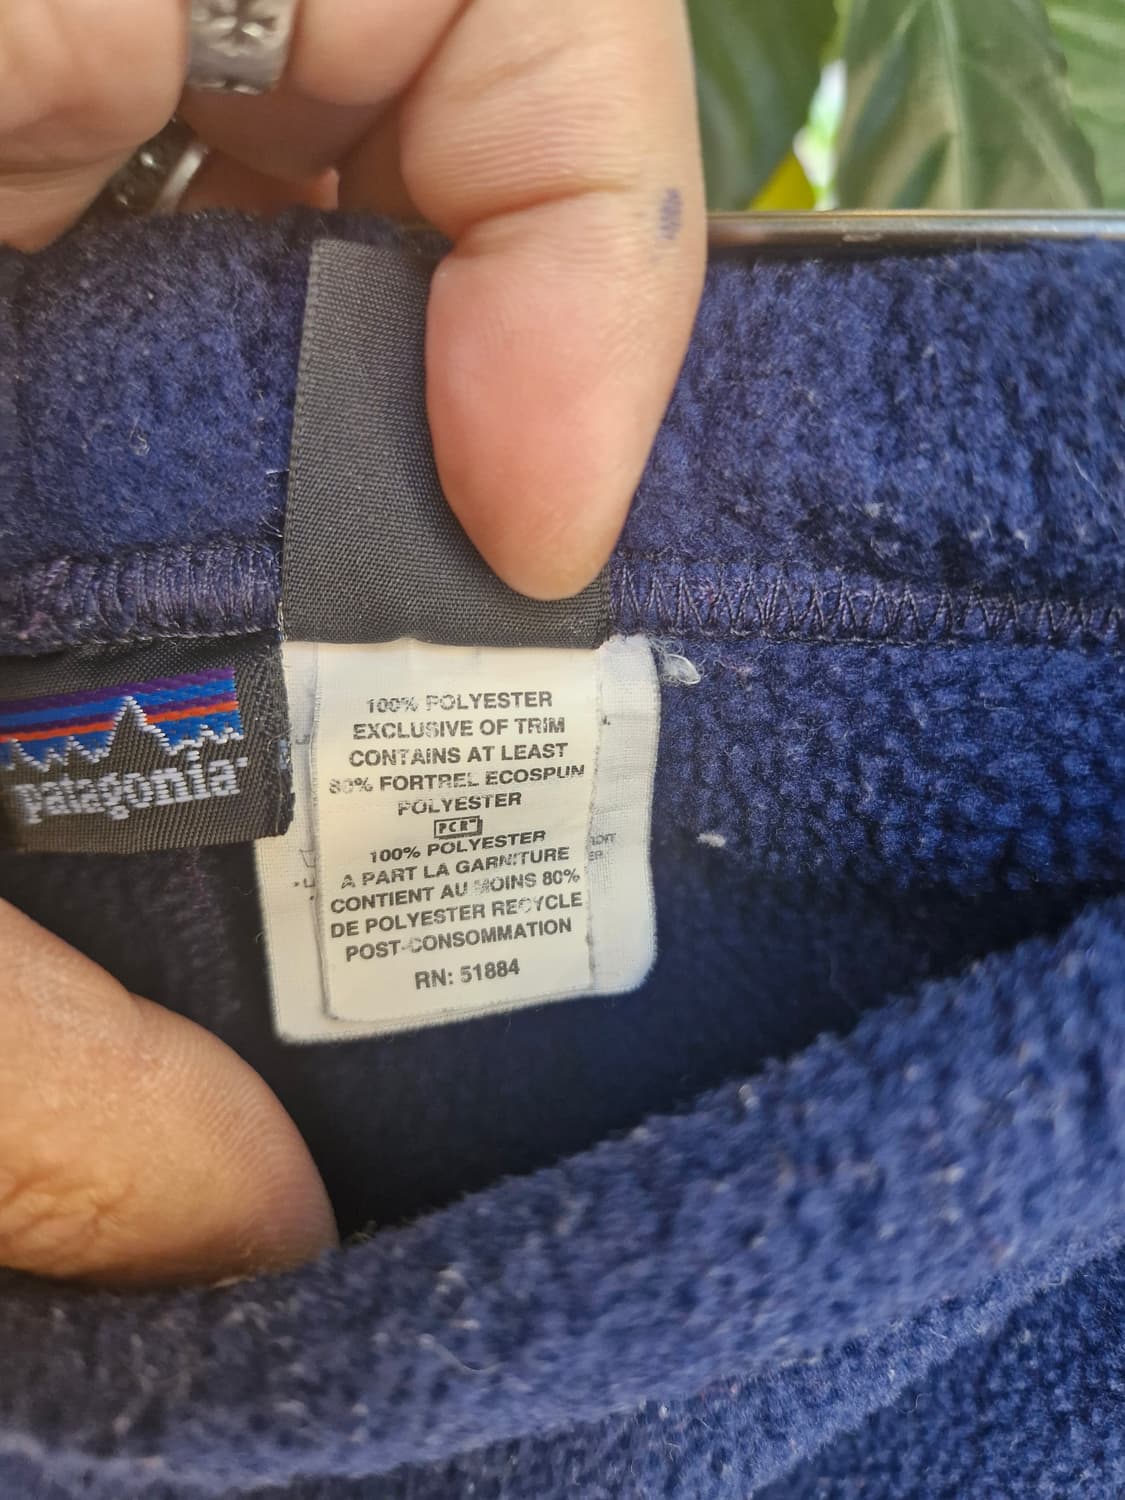 patagonia
100% POLYESTER
EXCLUSIVE OF TRIM
CONTAINS AT LEAST
80% FORTREL ECOSPUN
POLYESTER
PCR™
100% POLYESTER
A PART LA GARNITURE
CONTIENT AU MOINS 80%
DE POLYESTER RECYCLE
POST-CONSOMMATION
RN: 51884